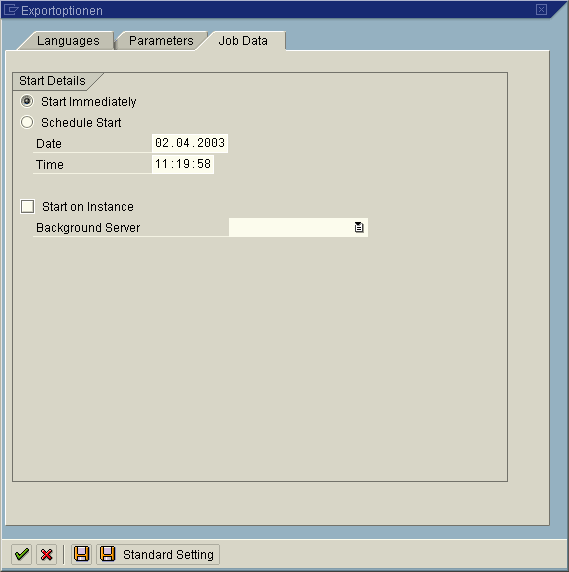 Exportoptionen
Languages
Parameters
Job Data
Start Details
Start Immediately
Schedule Start
Date 02.04.2003
Time 11:19:58
Start on Instance
Background Server
Standard Setting